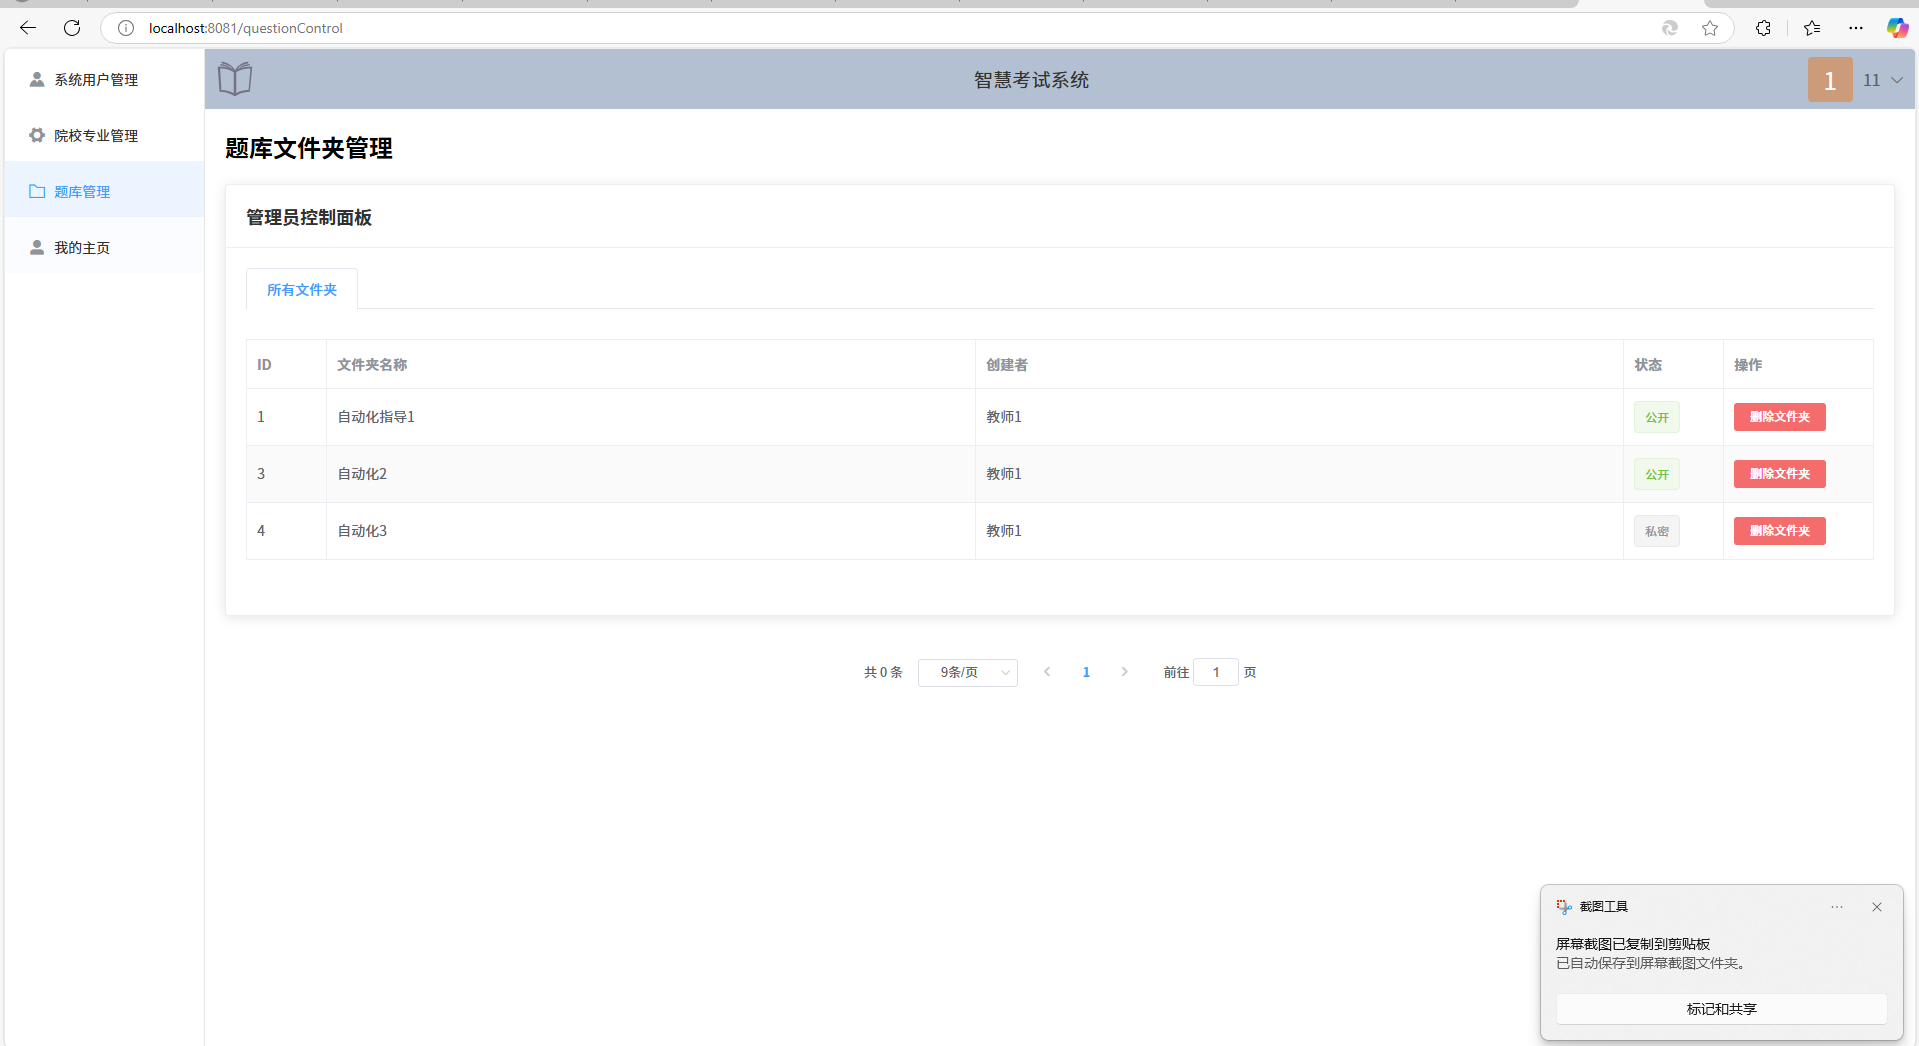 localhost:8081/questionControl
系统用户管理
院校专业管理
题库管理
我的主页
智慧考试系统
1
11
题库文件夹管理
管理员控制面板
所有文件夹
ID 文件夹名称 创建者 状态 操作
1 自动化指导1 教师1 公开 删除文件夹
3 自动化2 教师1 公开 删除文件夹
4 自动化3 教师1 私密 删除文件夹
共 0 条 9条/页 1 前往 1 页
截图工具
屏幕截图已复制到剪贴板
已自动保存到屏幕截图文件夹。
标记和共享